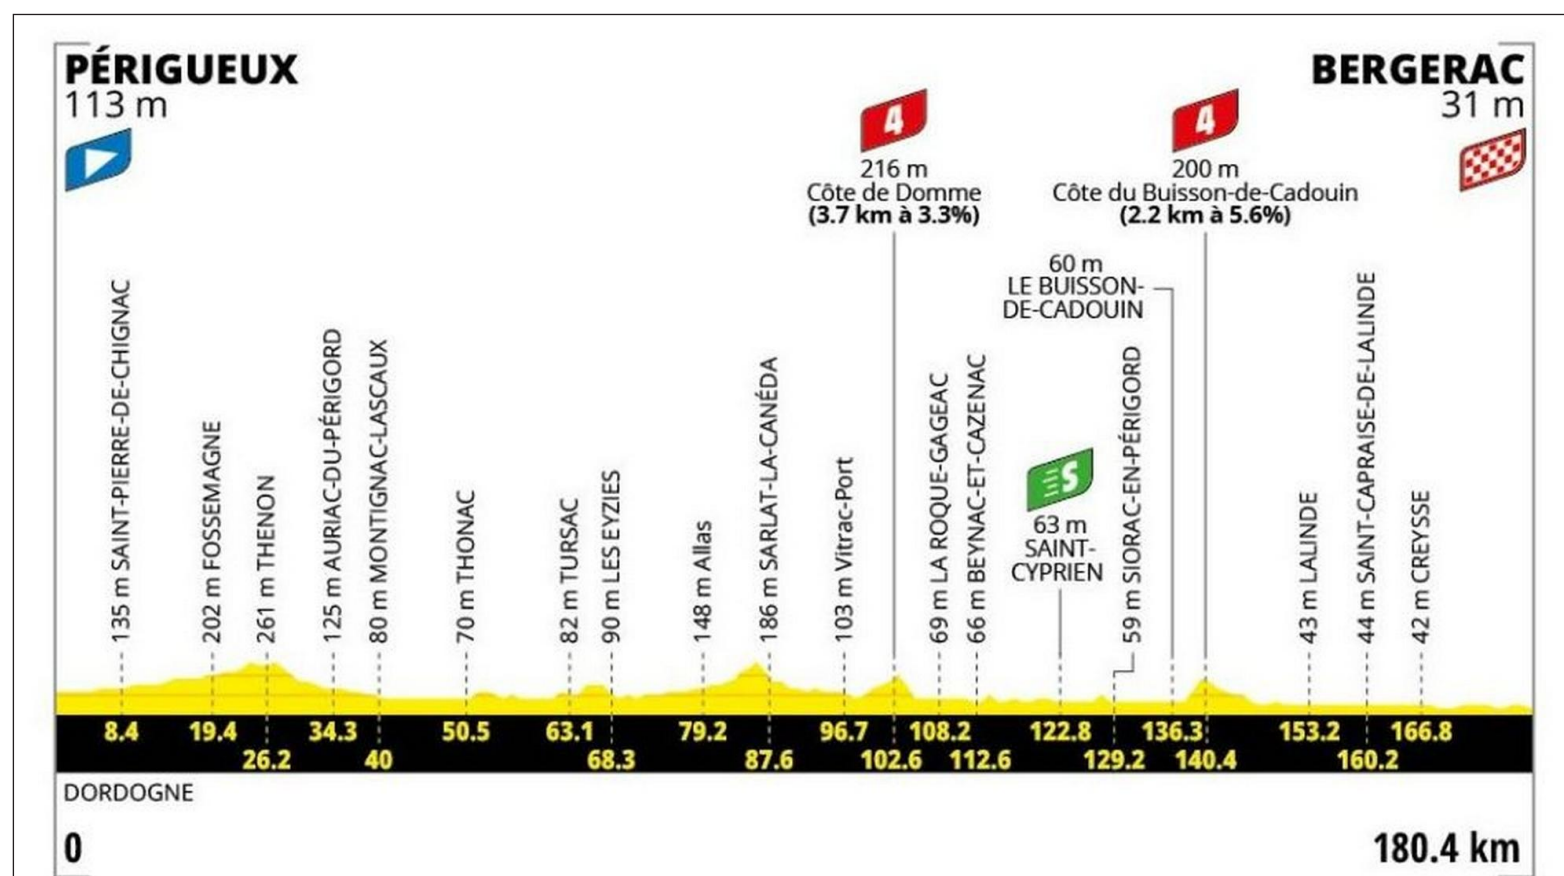 PÉRIGUEUX
113 m
BERGERAC
31 m
4
216 m
Côte de Domme
(3.7 km à 3.3%)
4
200 m
Côte du Buisson-de-Cadouin
(2.2 km à 5.6%)
60 m
LE BUISSON-
DE-CADOUIN
135 m SAINT-PIERRE-DE-CHIGNAC
202 m FOSSEMAGNE
261 m THENON
125 m AURIAC-DU-PÉRIGORD
80 m MONTIGNAC-LASCAUX
70 m THONAC
82 m TURSAC
90 m LES EYZIES
148 m Allas
186 m SARLAT-LA-CANÉDA
103 m Vitrac-Port
69 m LA ROQUE-GAGEAC
66 m BEYNAC-ET-CAZENAC
S
63 m
SAINT-
CYPRIEN
59 m SIORAC-EN-PÉRIGORD
43 m LALINDE
44 m SAINT-CAPRAISE-DE-LALINDE
42 m CREYSSE
8.4 19.4 34.3 50.5 63.1 79.2 96.7 108.2 122.8 136.3 153.2 166.8
26.2 40 68.3 87.6 102.6 112.6 129.2 140.4 160.2
DORDOGNE
0
180.4 km